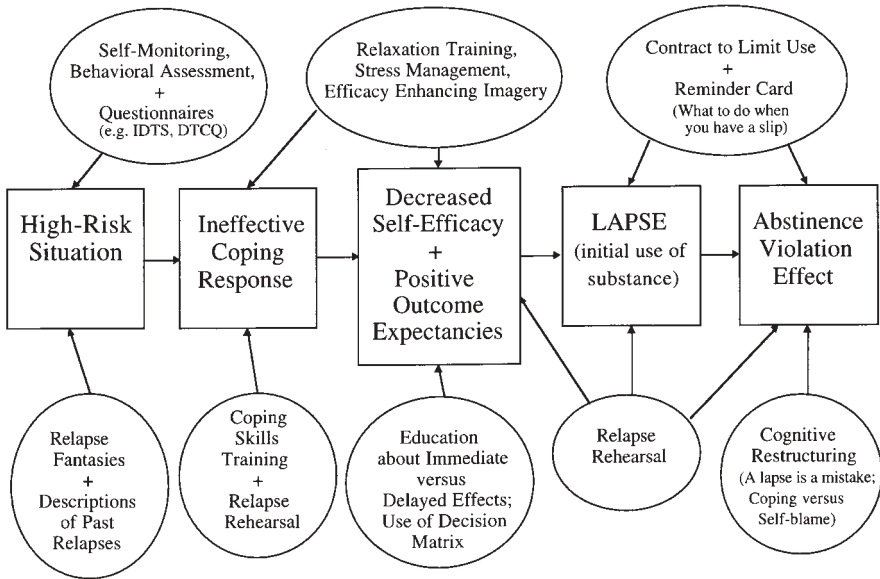 Self-Monitoring,
Behavioral Assessment,
+
Questionnaires
(e.g. IDTS, DTCQ)
Relaxation Training,
Stress Management,
Efficacy Enhancing Imagery
Contract to Limit Use
+
Reminder Card
(What to do when
you have a slip)
High-Risk
Situation
Ineffective
Coping
Response
Decreased
Self-Efficacy
+
Positive
Outcome
Expectancies
LAPSE
(initial use of
substance)
Abstinence
Violation
Effect
Relapse
Fantasies
+
Descriptions
of Past
Relapses
Coping
Skills
Training
+
Relapse
Rehearsal
Education
about Immediate
versus
Delayed Effects;
Use of Decision
Matrix
Relapse
Rehearsal
Cognitive
Restructuring
(A lapse is a mistake;
Coping versus
Self-blame)